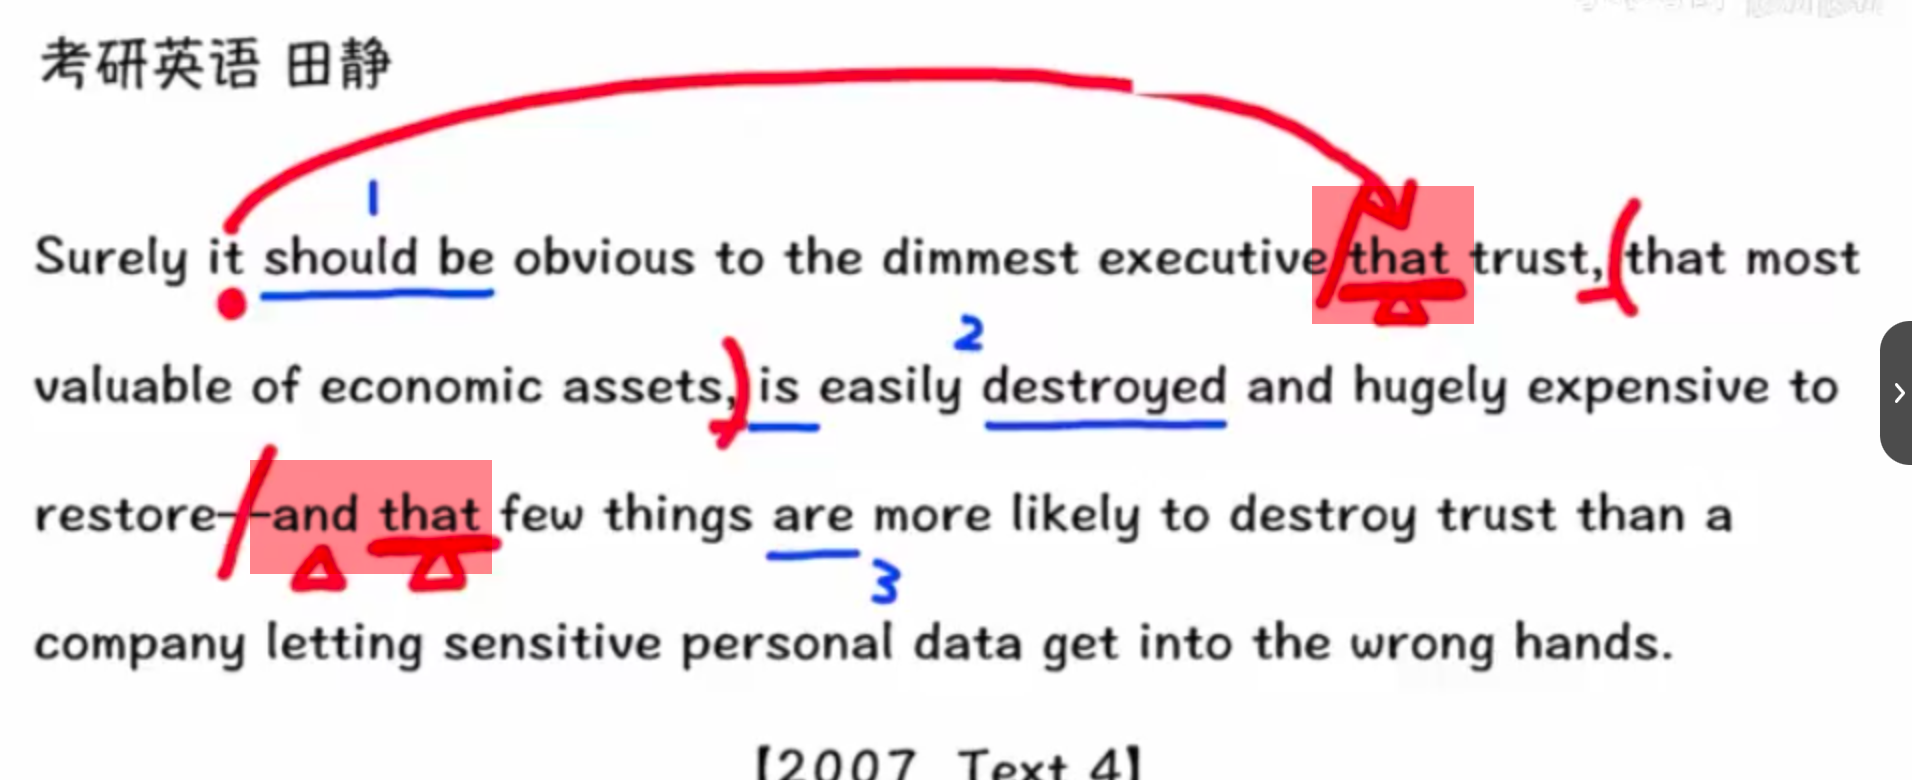 考研英语 田静
1
Surely it should be obvious to the dimmest executive that trust, (that most
2
valuable of economic assets,) is easily destroyed and hugely expensive to
restore--and that few things are more likely to destroy trust than a
3
company letting sensitive personal data get into the wrong hands.
【2007 Text 4】